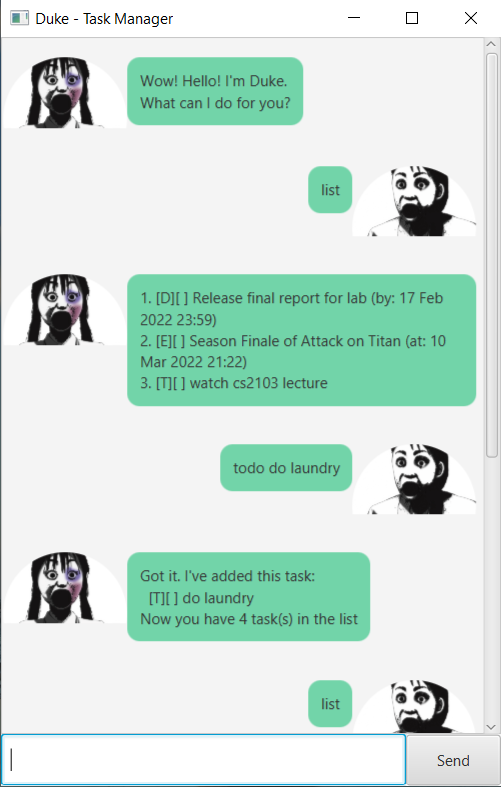 Duke - Task Manager
Wow! Hello! I'm Duke.
What can I do for you?
list
1. [D][ ] Release final report for lab (by: 17 Feb
2022 23:59)
2. [E][ ] Season Finale of Attack on Titan (at: 10
Mar 2022 21:22)
3. [T][ ] watch cs2103 lecture
todo do laundry
Got it. I've added this task:
[T][ ] do laundry
Now you have 4 task(s) in the list
list
Send